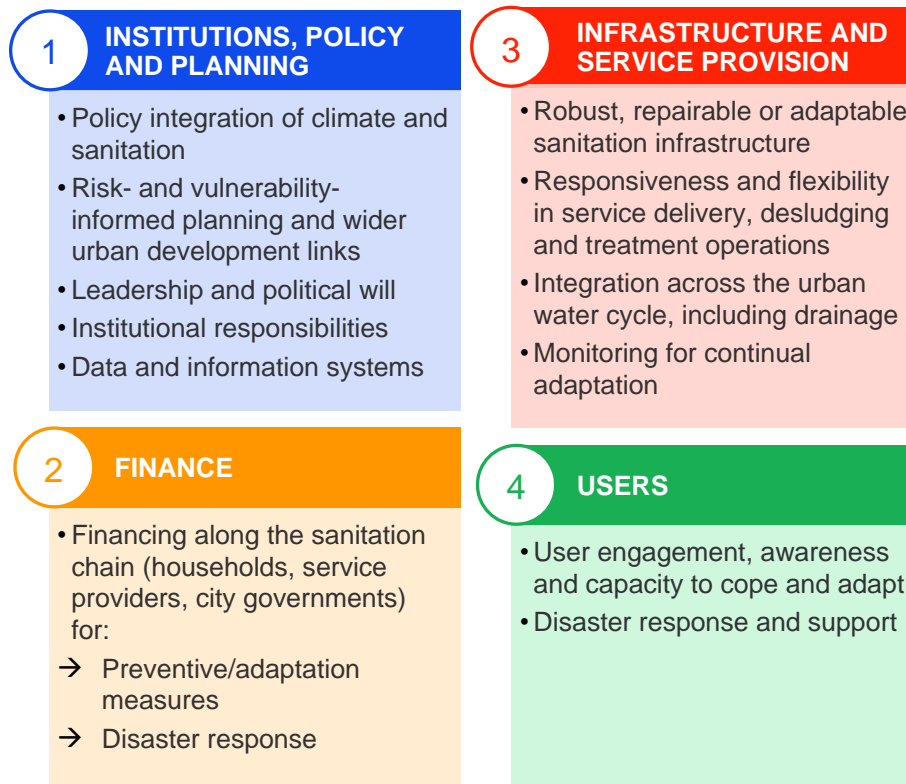 1
INSTITUTIONS, POLICY
AND PLANNING
• Policy integration of climate and
sanitation
• Risk- and vulnerability-
informed planning and wider
urban development links
• Leadership and political will
• Institutional responsibilities
• Data and information systems
2
FINANCE
• Financing along the sanitation
chain (households, service
providers, city governments)
for:
→ Preventive/adaptation
measures
→ Disaster response
3
INFRASTRUCTURE AND
SERVICE PROVISION
• Robust, repairable or adaptable
sanitation infrastructure
• Responsiveness and flexibility
in service delivery, desludging
and treatment operations
• Integration across the urban
water cycle, including drainage
• Monitoring for continual
adaptation
4
USERS
• User engagement, awareness
and capacity to cope and adapt
• Disaster response and support